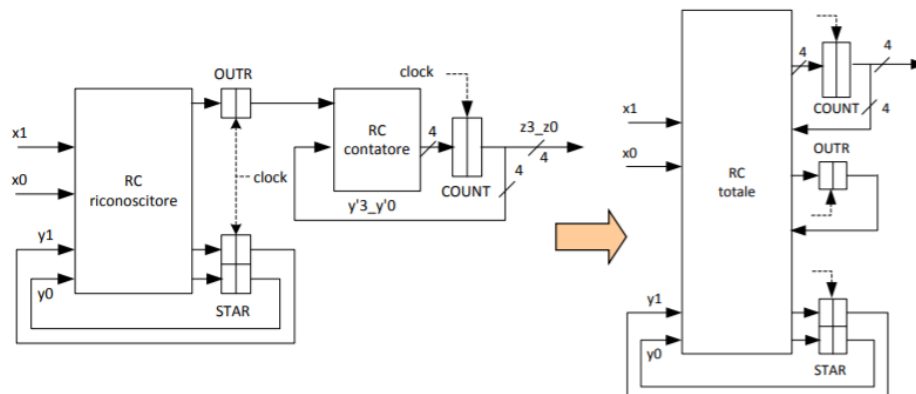 OUTR
x1
x0
RC
riconoscitore
y1
y0
clock
STAR
clock
RC
contatore
4
COUNT
z3_z0
4
4
y'3_y'0
x1
x0
RC
totale
y1
y0
4
COUNT
4
4
OUTR
STAR